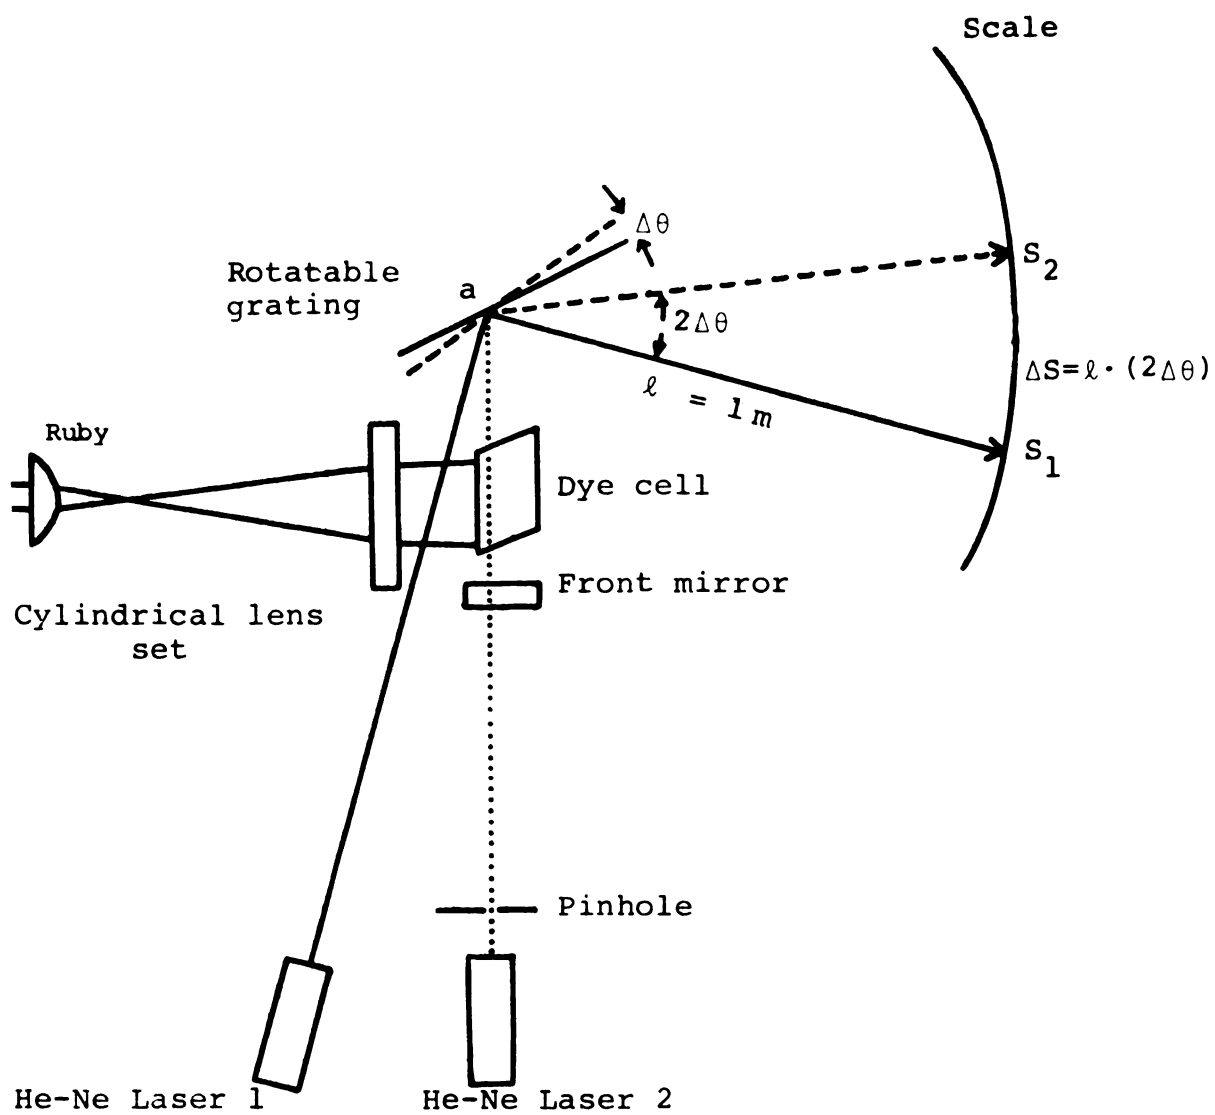 Scale
Δθ
Rotatable
grating
a
S2
2Δθ
ΔS=ℓ·(2Δθ)
ℓ = 1m
S1
Ruby
Dye cell
Front mirror
Cylindrical lens
set
Pinhole
He-Ne Laser 1
He-Ne Laser 2